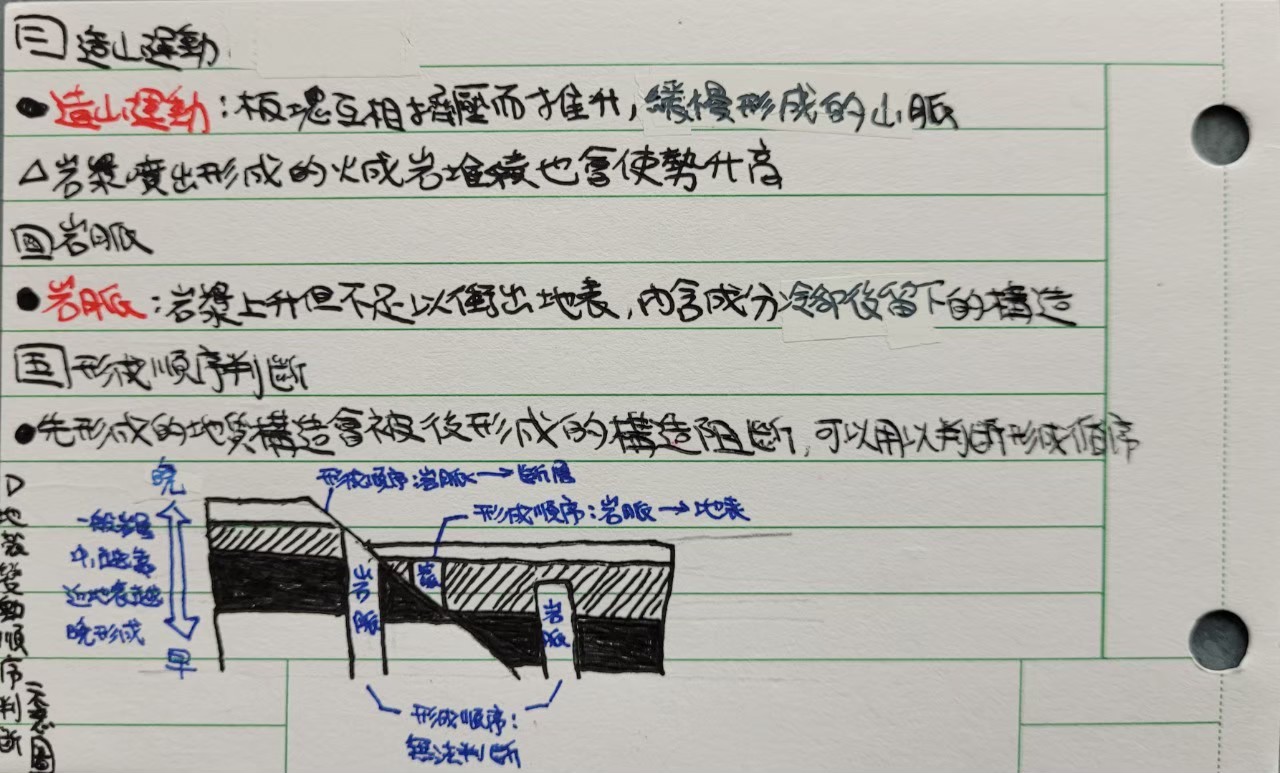 三 造山運動
●造山運動：板塊互相擠壓而推升，緩慢形成的山脈
△岩漿噴出形成的火成岩堆積也會使勢升高
四 岩脈
●岩脈：岩漿上升但不足以衝出地表，內含成分冷卻後留下的構造
五 形成順序判斷
●先形成的地質構造會被後形成的構造阻斷，可以用以判斷形成順序
晚
一般岩層
中，
近地表越
晚形成
早
形成順序：岩脈→斷層
形成順序：岩脈→地表
岩脈
岩脈
形成順序：
無法判斷
▷地殼變動順序判斷
示意圖